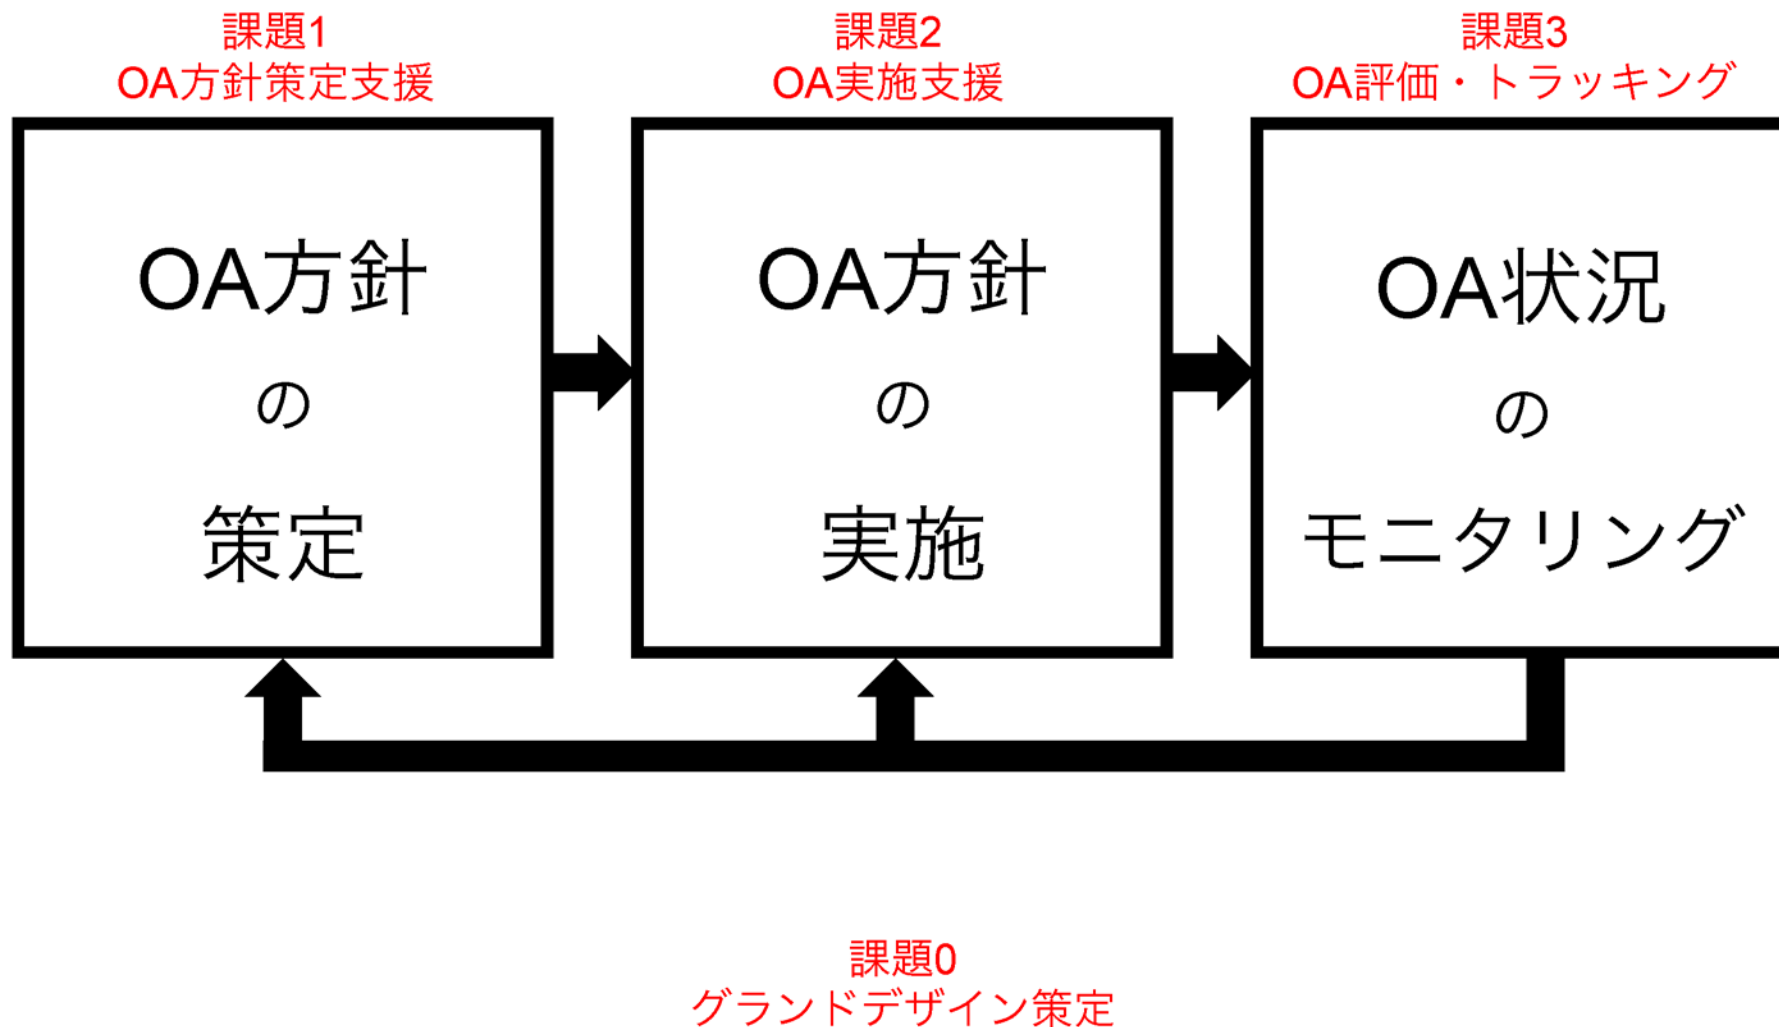 課題1
OA方針策定支援
課題2
OA実施支援
課題3
OA評価・トラッキング
OA方針
の
策定
OA方針
の
実施
OA状況
の
モニタリング
課題0
グランドデザイン策定